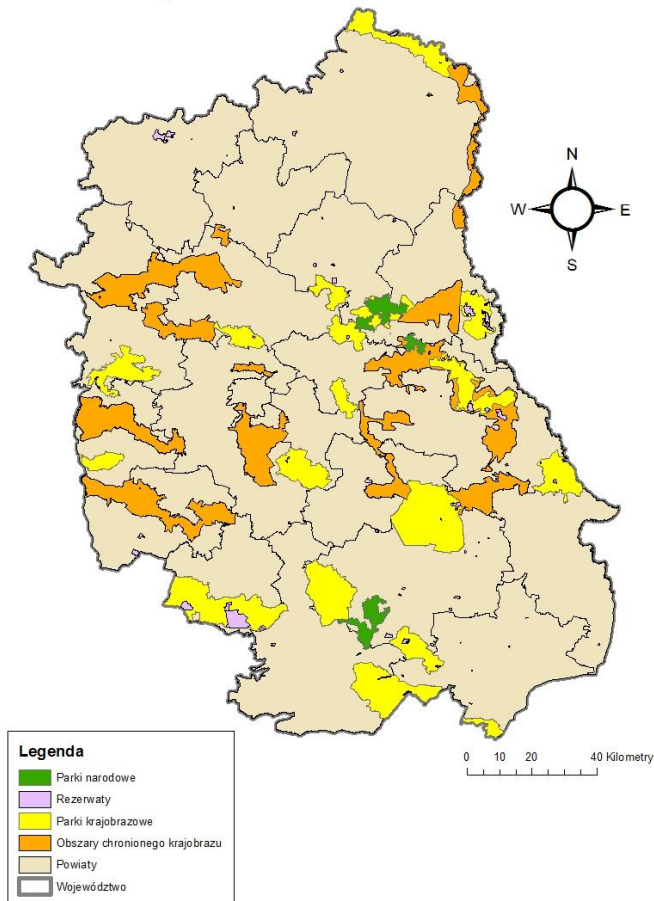 N
W E
S
0 10 20 40 Kilometry
Legenda
Parki narodowe
Rezerwaty
Parki krajobrazowe
Obszary chronionego krajobrazu
Powiaty
Województwo